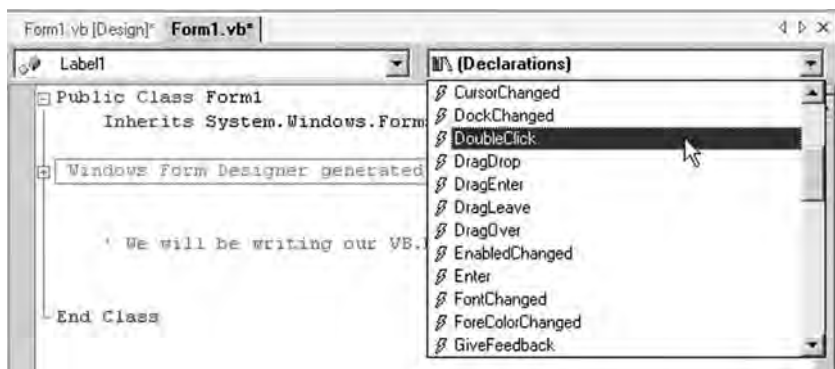 Form1.vb [Design]* Form1.vb*
Label1
(Declarations)
Public Class Form1
Inherits System.Windows.Form
Windows Form Designer generated
' We will be writing our VB.
End Class
CursorChanged
DockChanged
DoubleClick
DragDrop
DragEnter
DragLeave
DragOver
EnabledChanged
Enter
FontChanged
ForeColorChanged
GiveFeedback